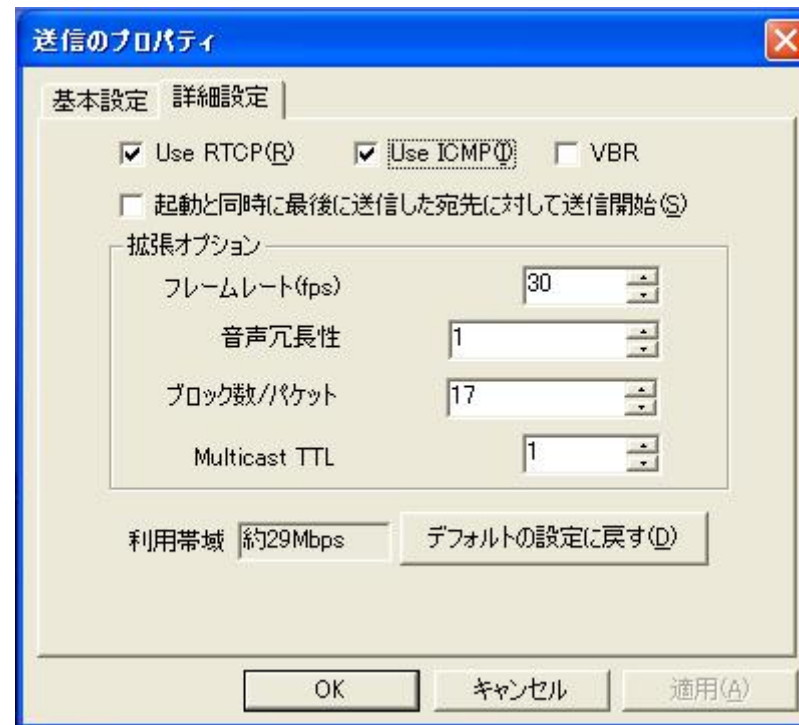 送信のプロパティ
基本設定 詳細設定
Use RTCP(R) Use ICMP(I) VBR
起動と同時に最後に送信した宛先に対して送信開始(S)
拡張オプション
フレームレート(fps) 30
音声冗長性 1
ブロック数/パケット 17
Multicast TTL 1
利用帯域 約29Mbps デフォルトの設定に戻す(D)
OK キャンセル 適用(A)